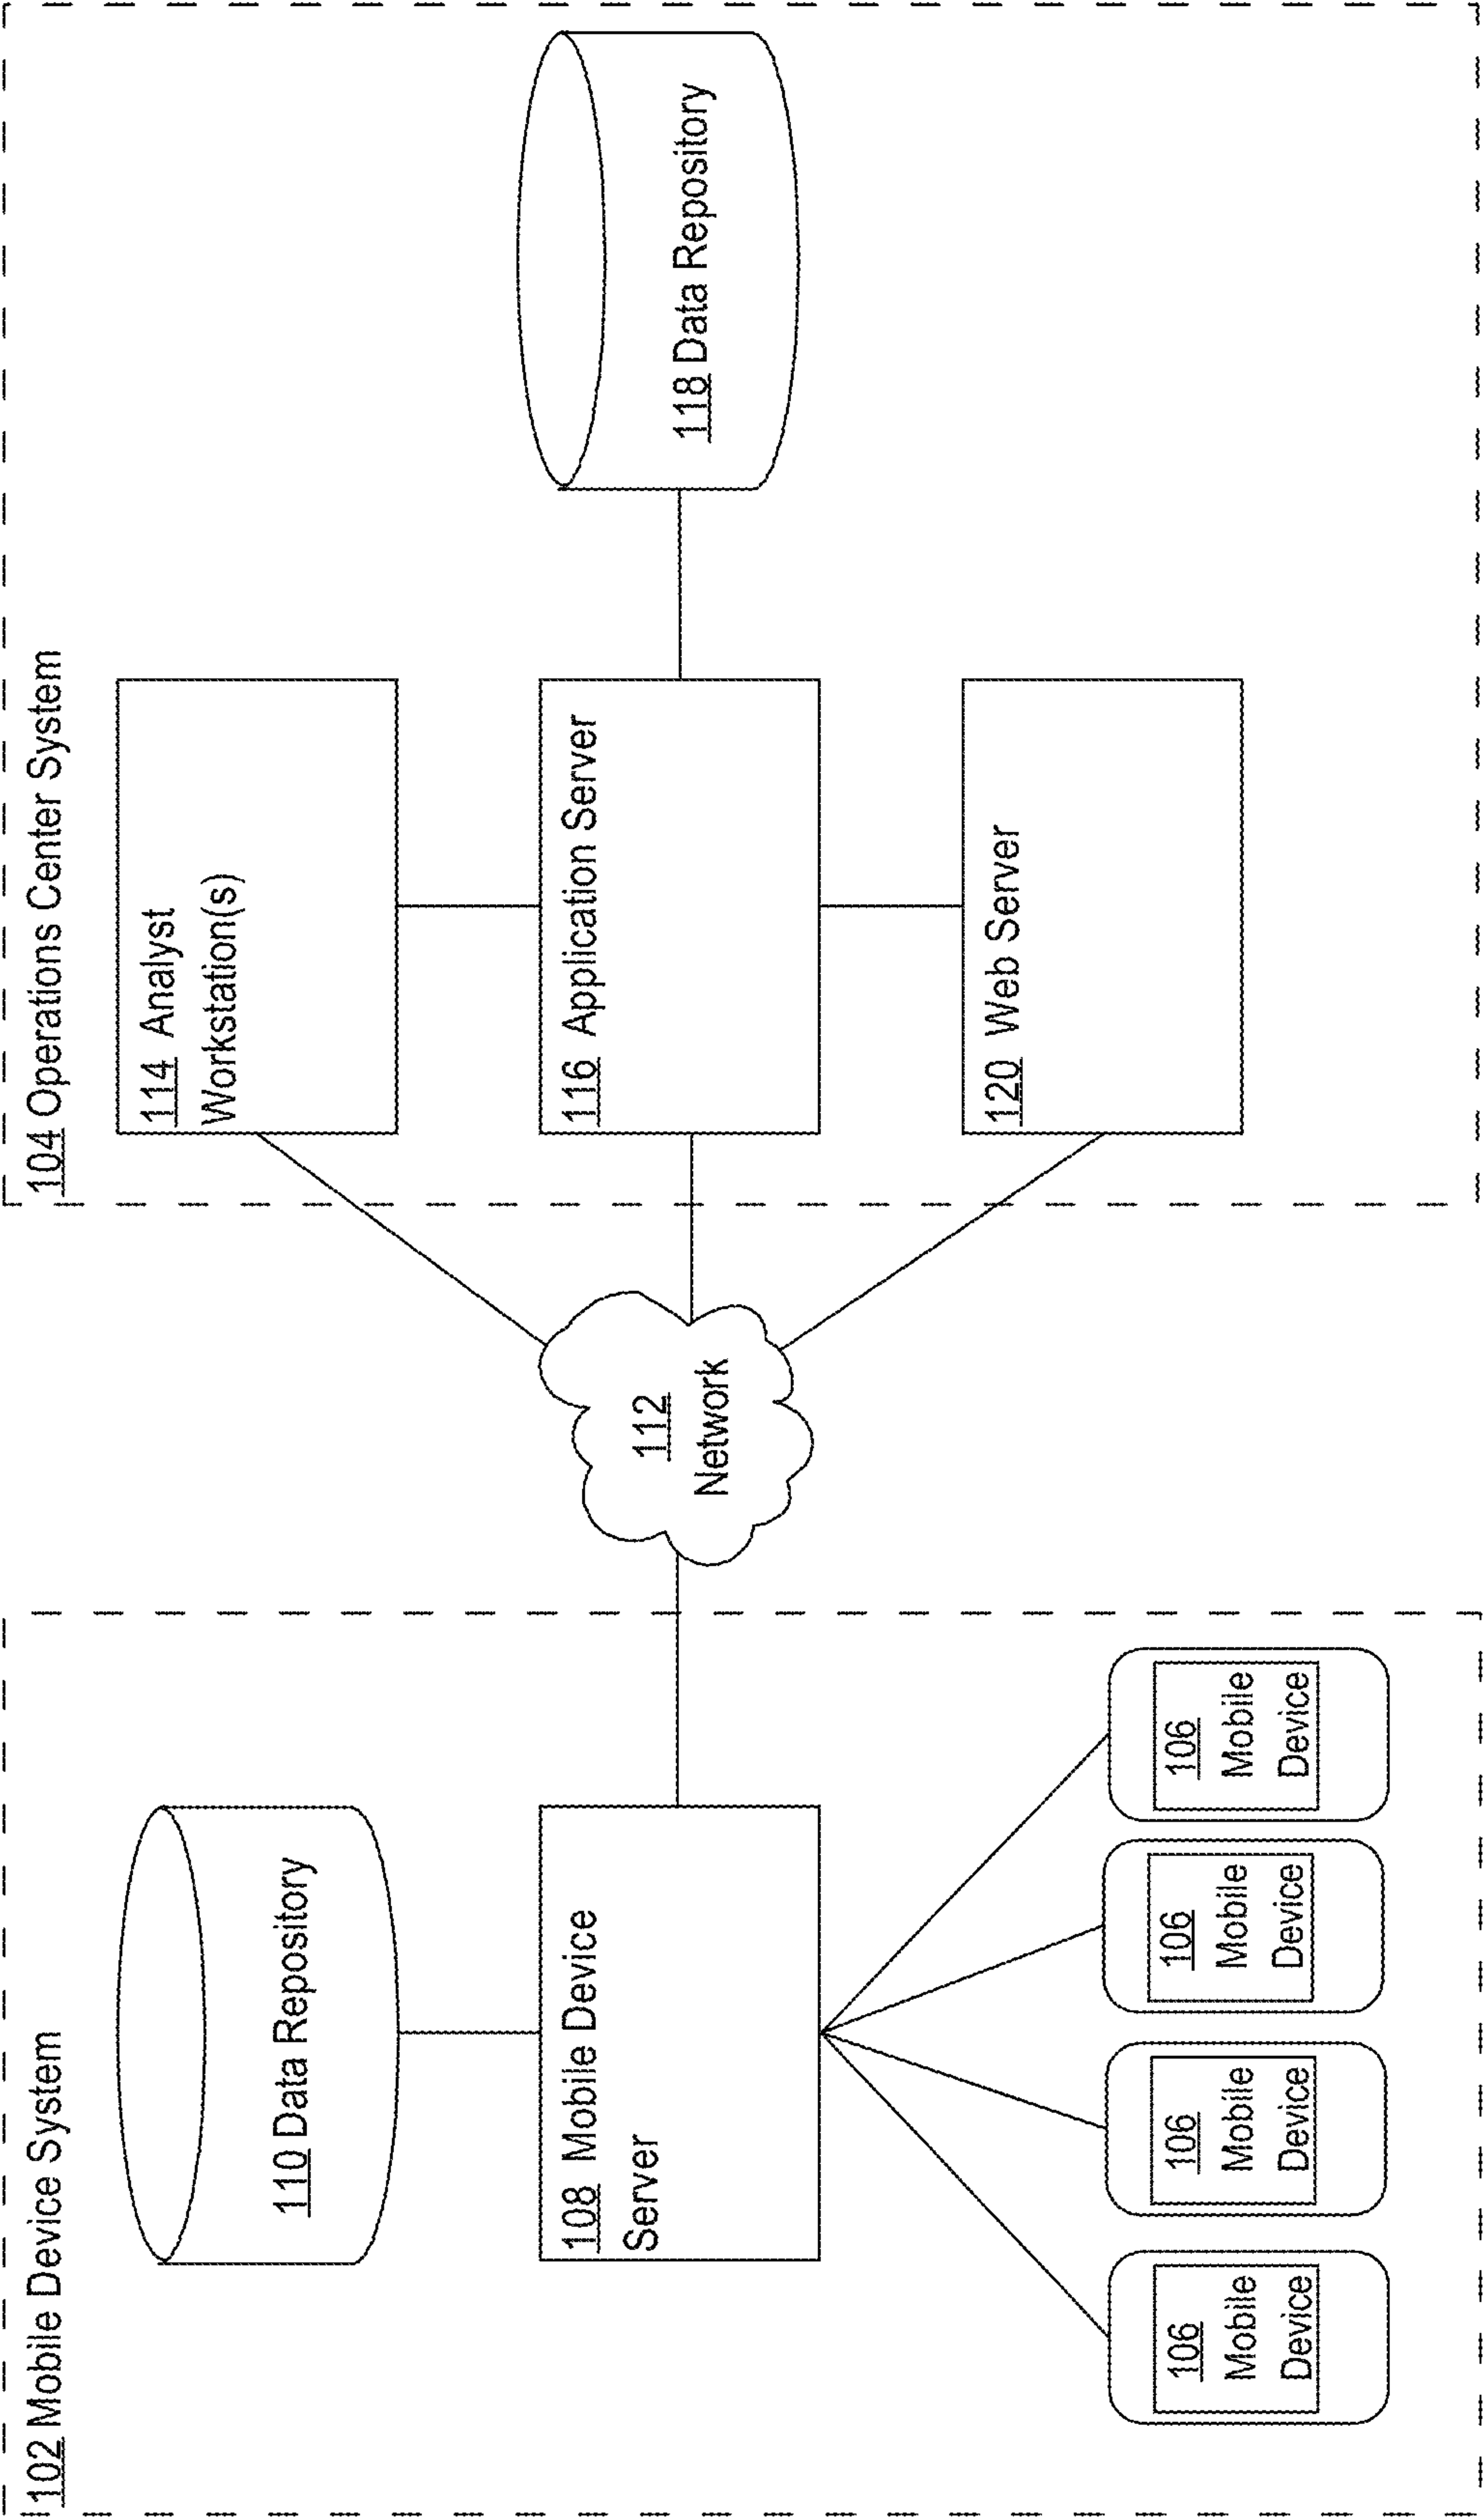 102 Mobile Device System
110 Data Repository
108 Mobile Device
Server
106
Mobile
Device
106
Mobile
Device
106
Mobile
Device
106
Mobile
Device
112
Network
104 Operations Center System
114 Analyst
Workstation(s)
116 Application Server
120 Web Server
118 Data Repository